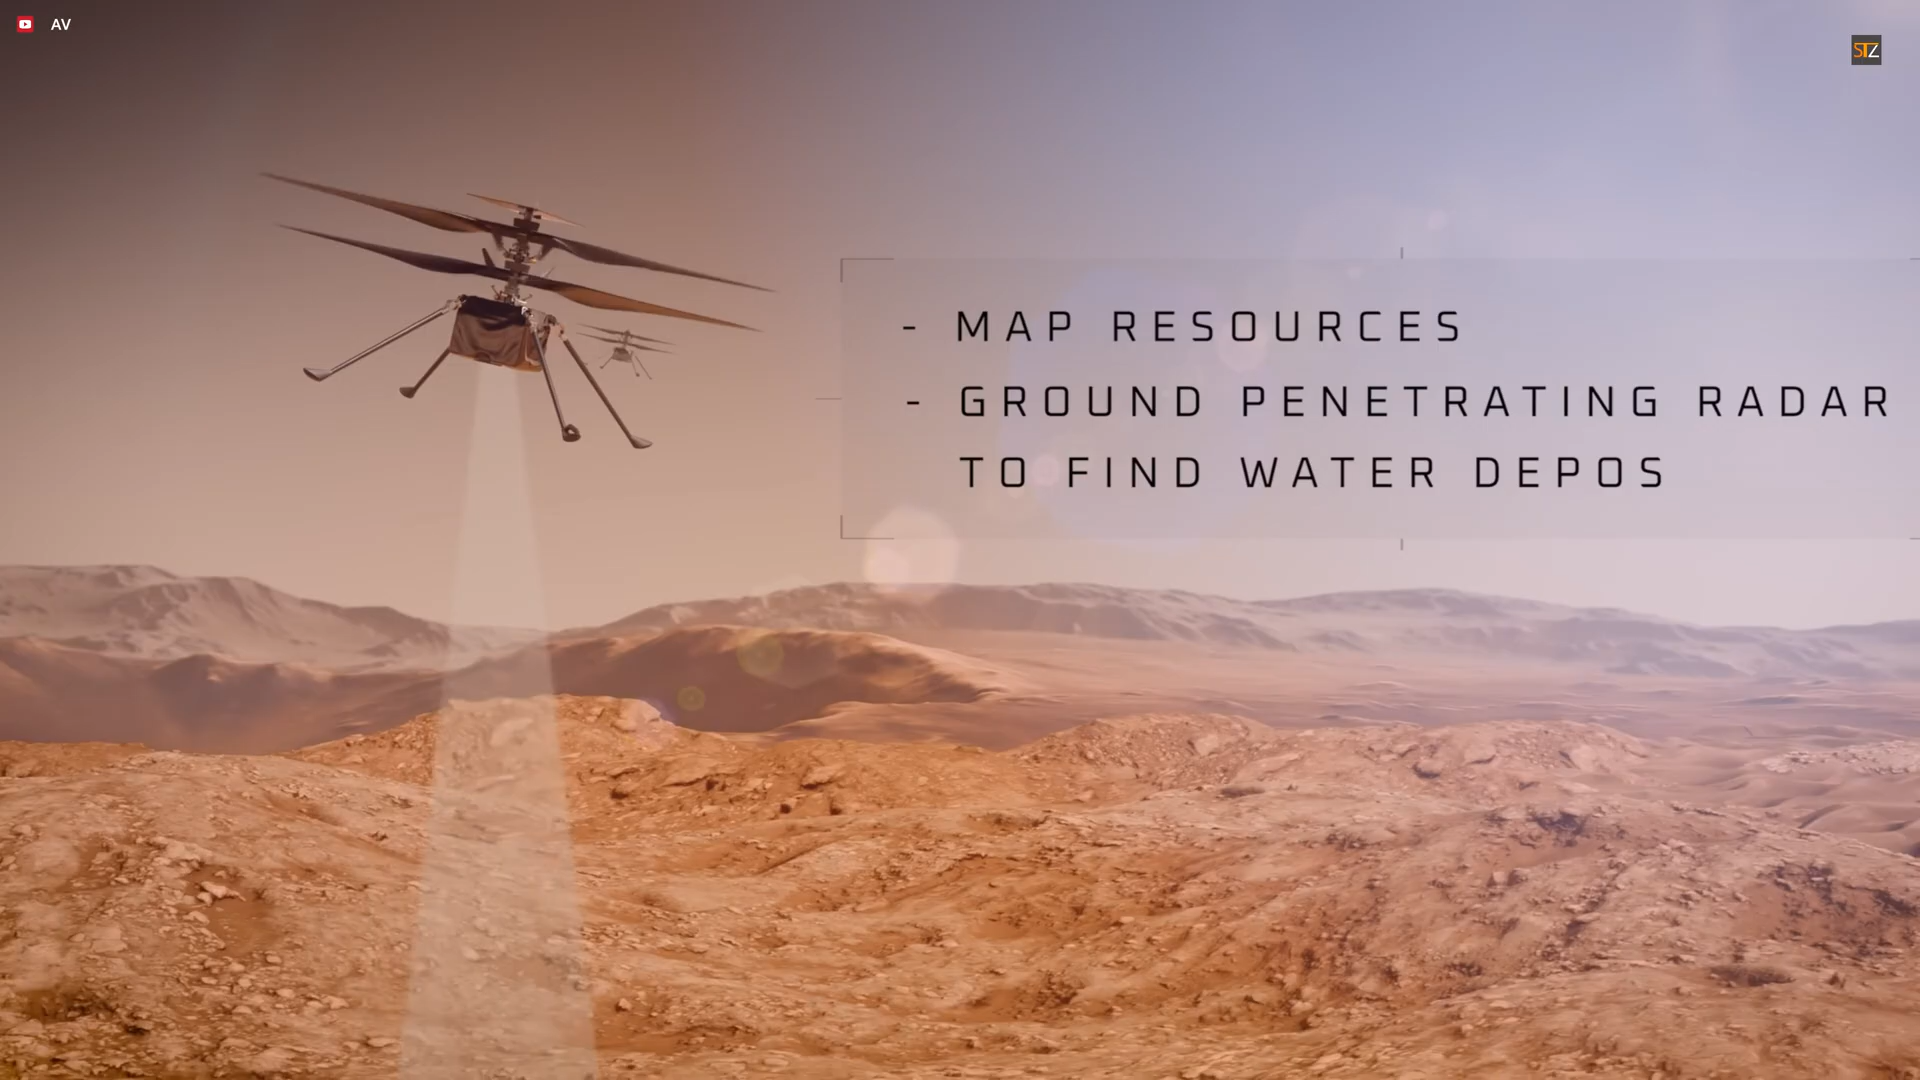 AV
STZ
- MAP RESOURCES
- GROUND PENETRATING RADAR
TO FIND WATER DEPOS